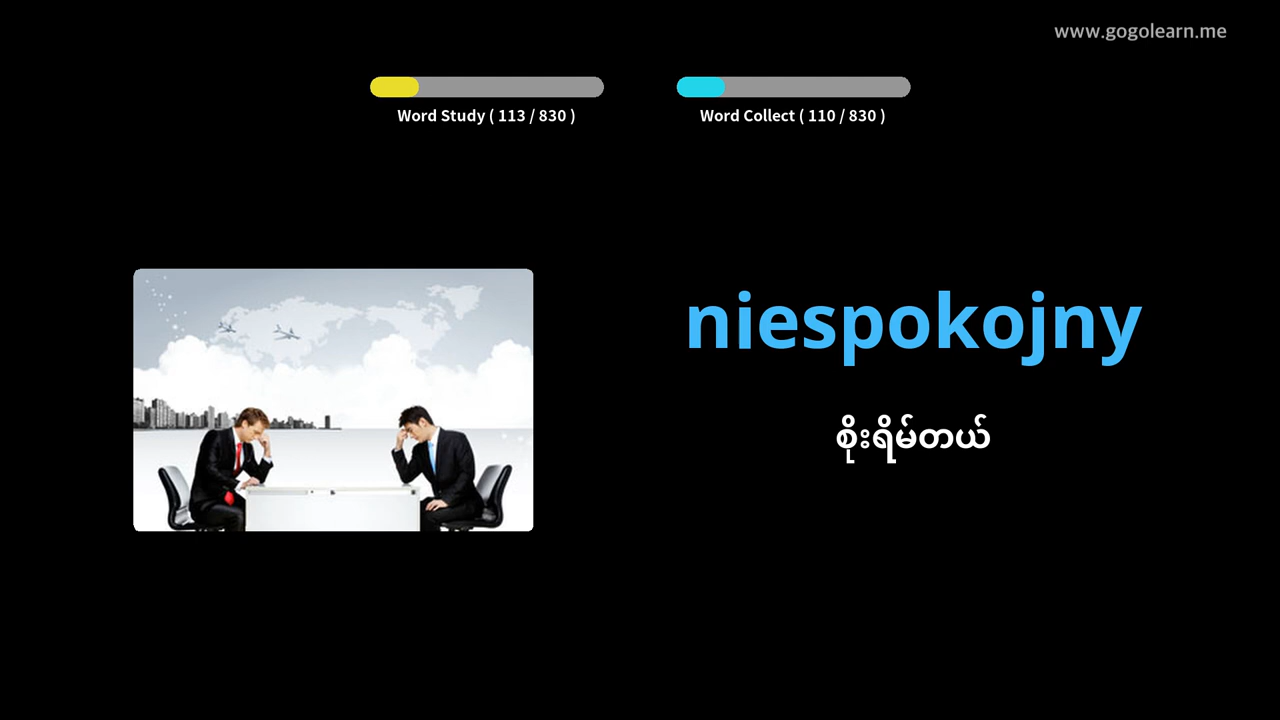 www.gogolearn.me
Word Study ( 113 / 830 )
Word Collect ( 110 / 830 )
niespokojny
စိုးရိမ်တယ်